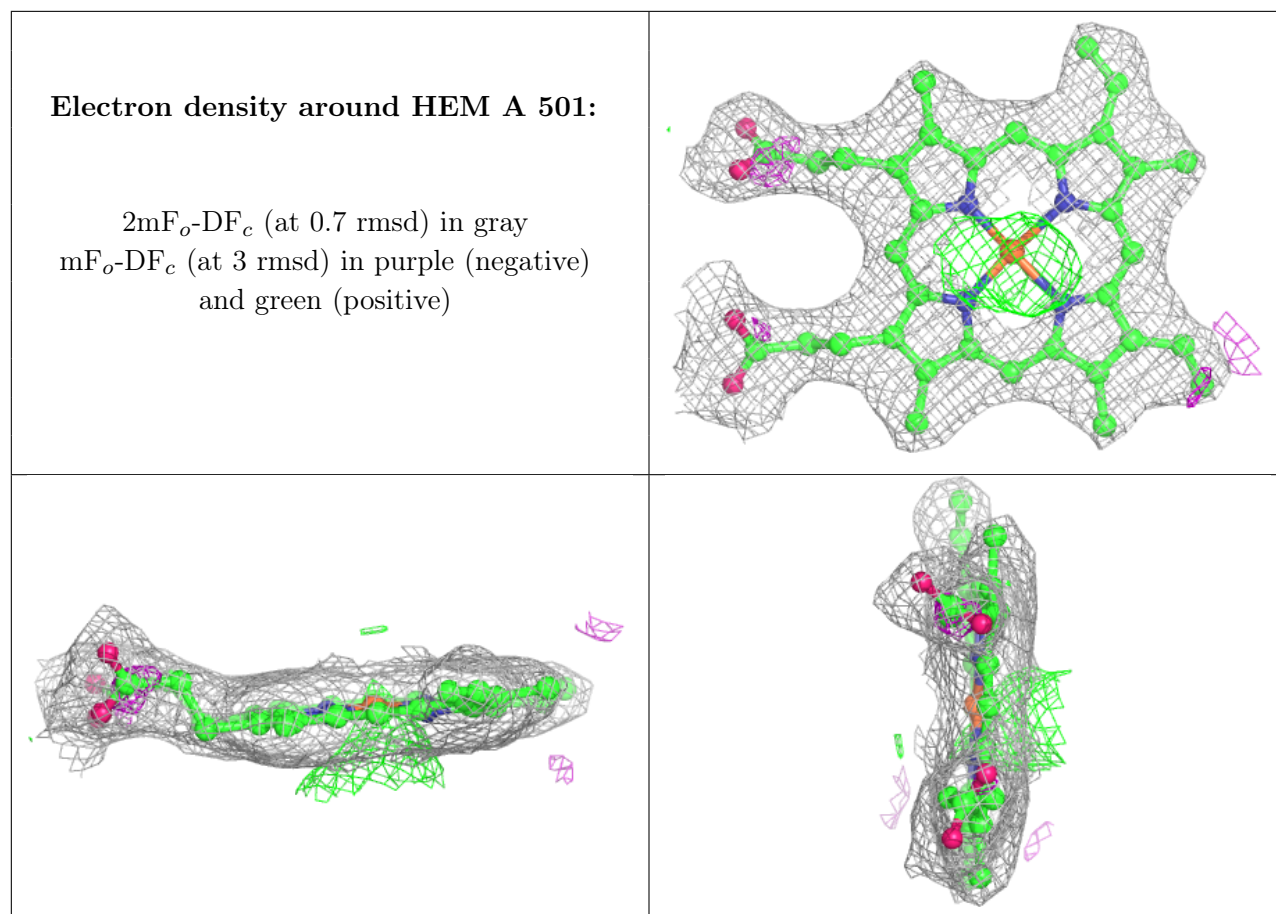 Electron density around HEM A 501:
2mFo-DFc (at 0.7 rmsd) in gray
mFo-DFc (at 3 rmsd) in purple (negative)
and green (positive)